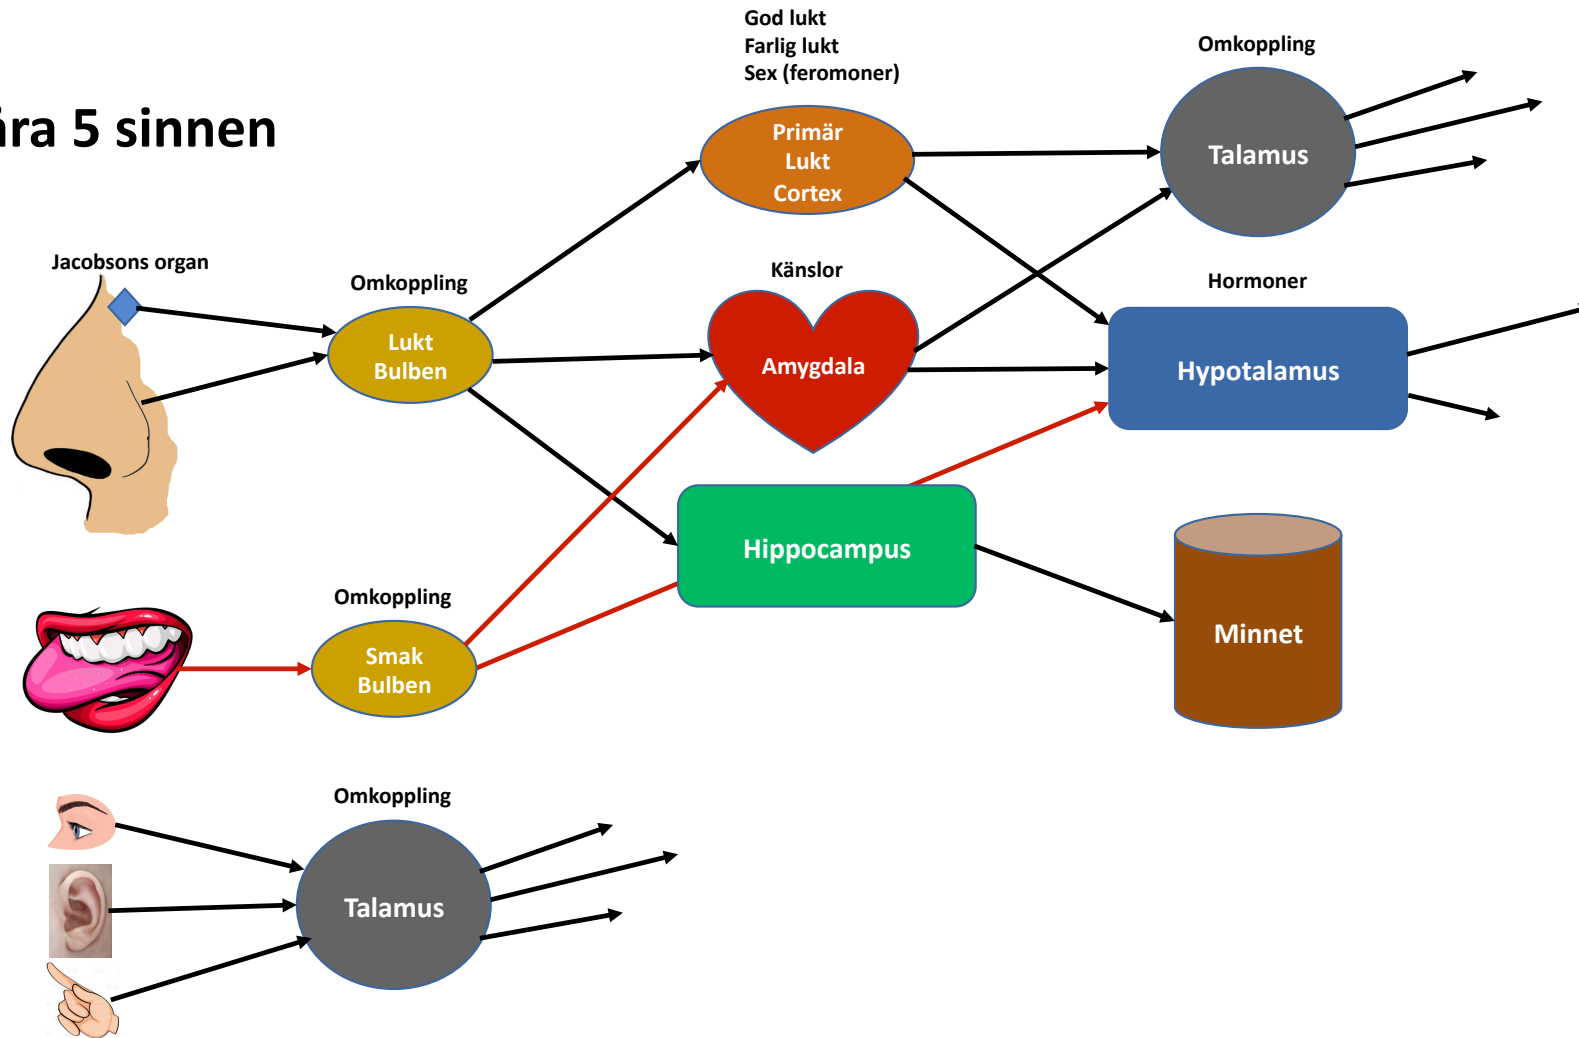 God lukt
Farlig lukt
Sex (feromoner)
Omkoppling
5 sinnen
Primär
Lukt
Cortex
Talamus
Jacobsons organ
Omkoppling
Känslor
Hormoner
Lukt
Bulben
Amygdala
Hypotalamus
Hippocampus
Omkoppling
Smak
Bulben
Minnet
Omkoppling
Talamus